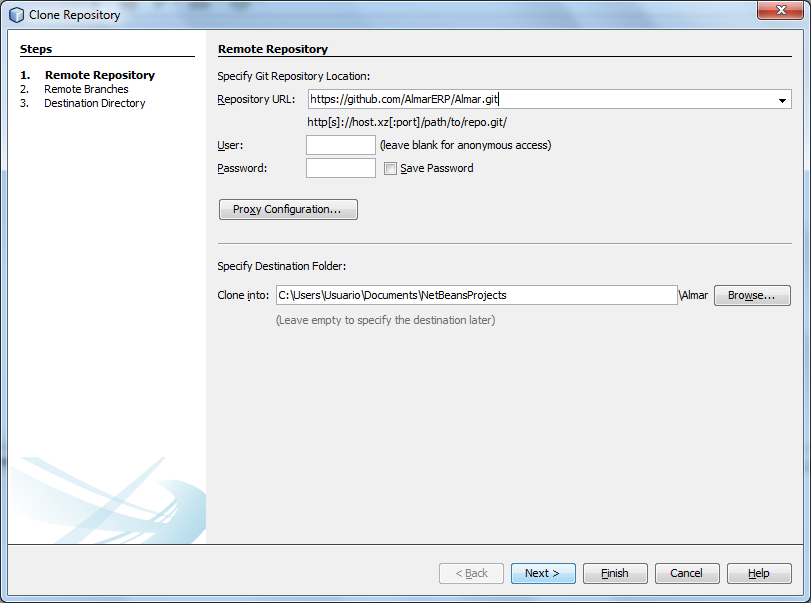 Clone Repository
Steps
1. Remote Repository
2. Remote Branches
3. Destination Directory
Remote Repository
Specify Git Repository Location:
Repository URL: https://github.com/AlmarERP/Almar.git
http[s]://host.xz[:port]/path/to/repo.git/
User: (leave blank for anonymous access)
Password: Save Password
Proxy Configuration...
Specify Destination Folder:
Clone into: C:\Users\Usuario\Documents\NetBeansProjects \Almar Browse...
(Leave empty to specify the destination later)
< Back Next > Finish Cancel Help